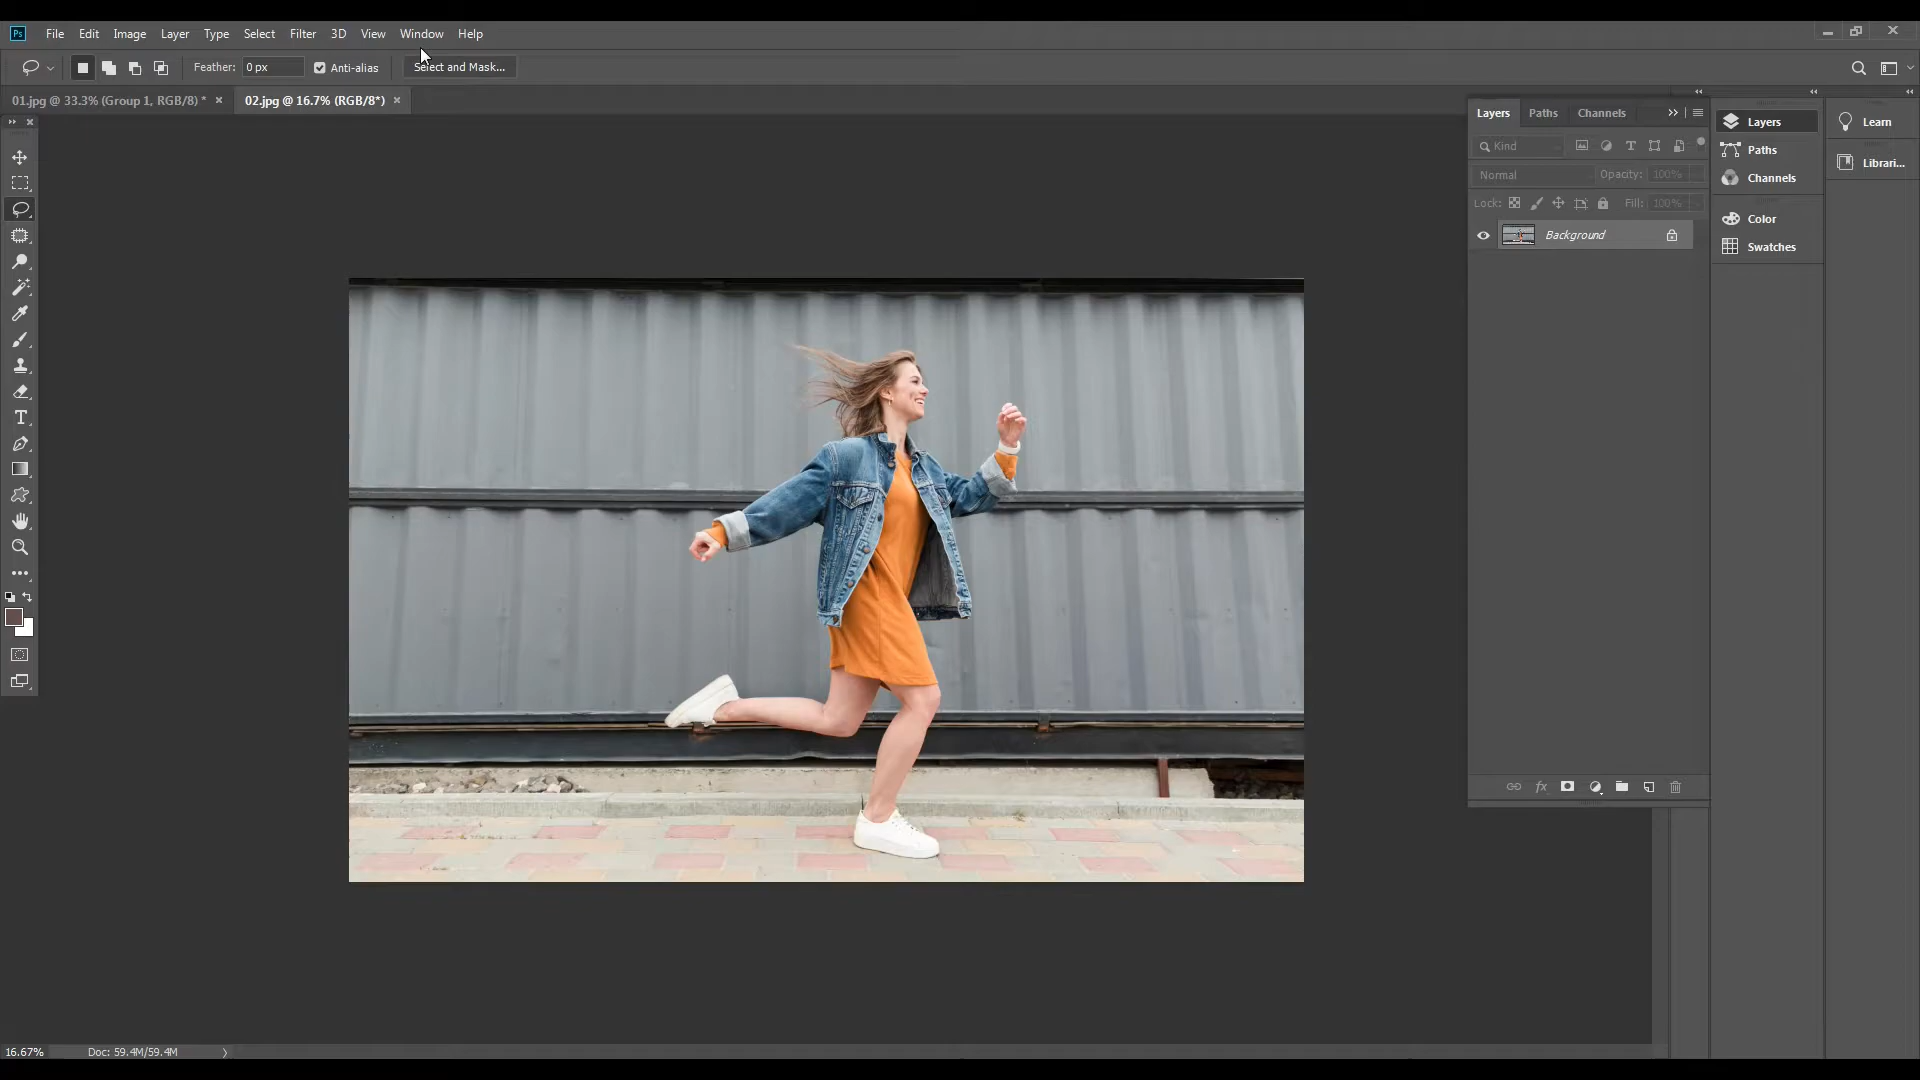 Ps File Edit Image Layer Type Select Filter 3D View Window Help
Feather: 0 px Anti-alias Select and Mask...
01.jpg @ 33.3% (Group 1, RGB/8) * × 02.jpg @ 16.7% (RGB/8*) ×
Layers Paths Channels
Kind
Normal Opacity: 100%
Lock: Fill: 100%
Background
fx
Layers
Paths
Channels
Color
Swatches
Learn
Librari...
16.67% Doc: 59.4M/59.4M